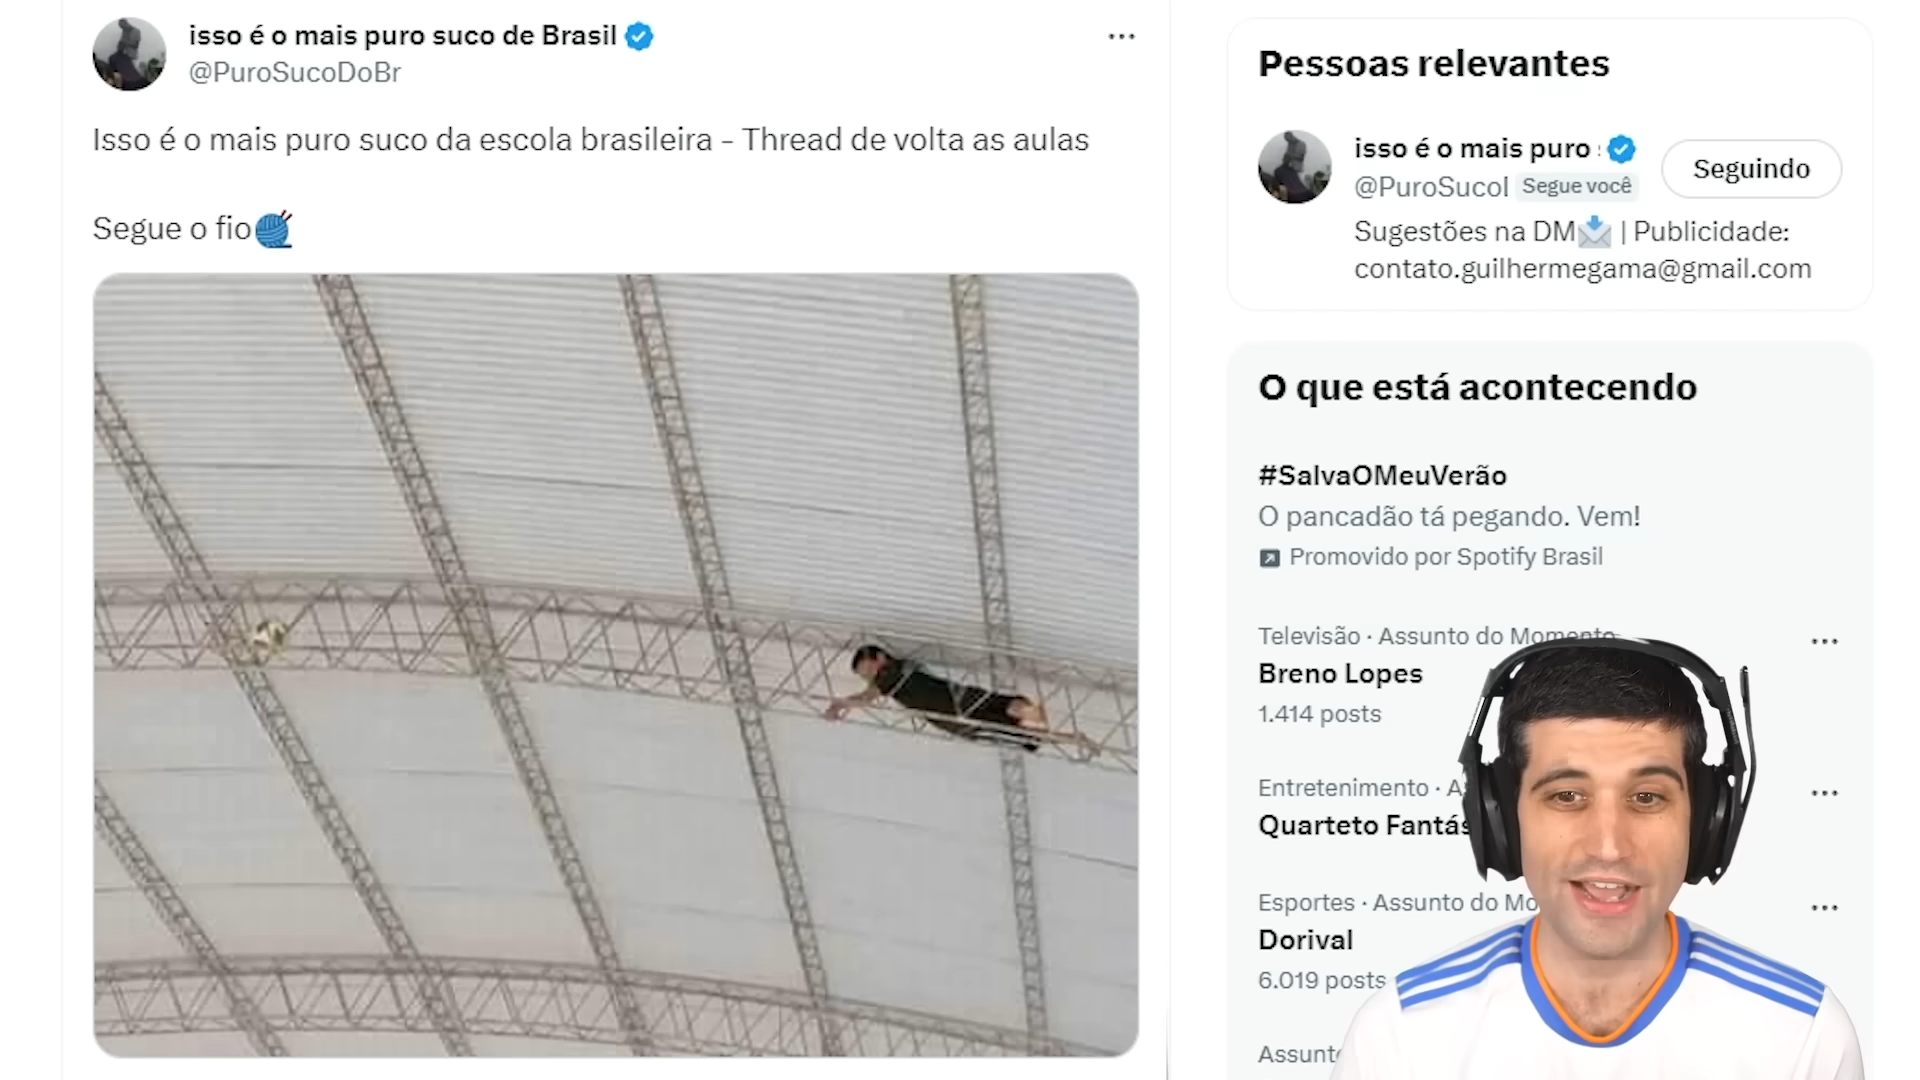 isso é o mais puro suco de Brasil
@PuroSucoDoBr
Isso é o mais puro suco da escola brasileira - Thread de volta as aulas
Segue o fio
Pessoas relevantes
isso é o mais puro
@PuroSucoI Segue você
Seguindo
Sugestões na DM | Publicidade:
contato.guilhermegama@gmail.com
O que está acontecendo
#SalvaOMeuVerão
O pancadão tá pegando. Vem!
Promovido por Spotify Brasil
Televisão · Assunto do Momento
Breno Lopes
1.414 posts
Entretenimento · A
Quarteto Fantás
Esportes · Assunto do Mo
Dorival
6.019 posts
Assunt